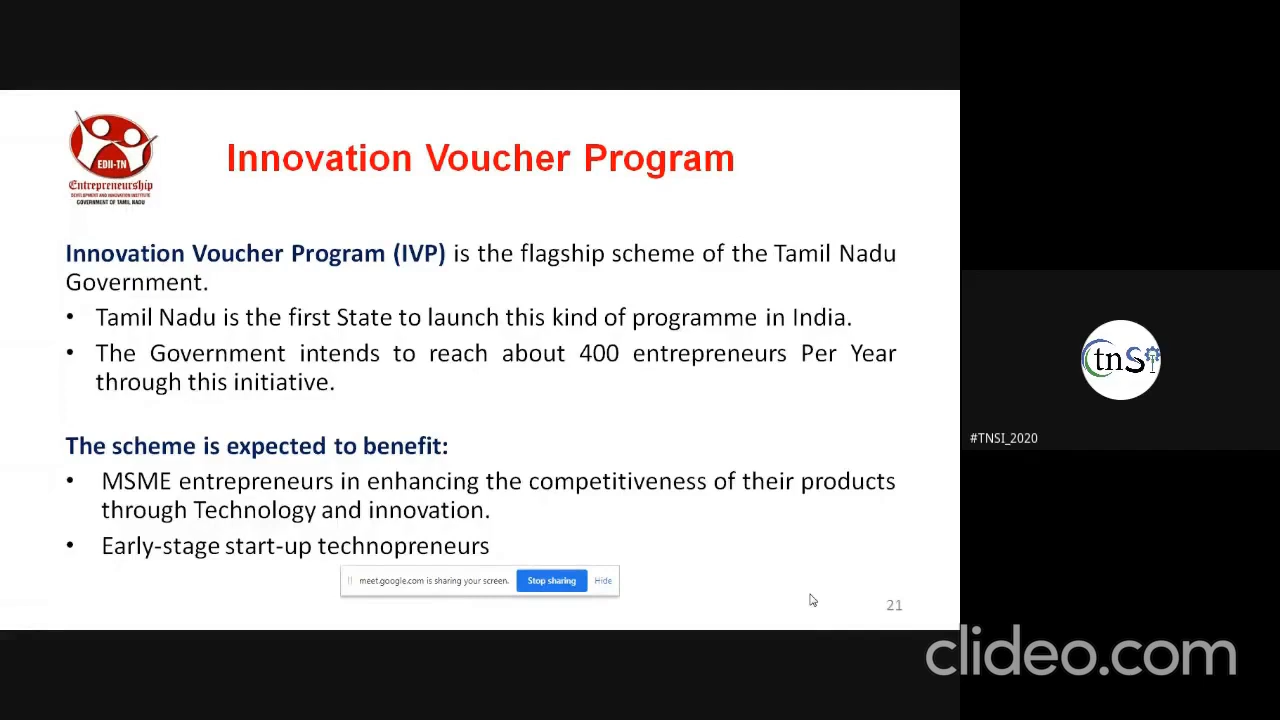 EDII-TN
Entrepreneurship
DEVELOPMENT AND INNOVATION INSTITUTE
GOVERNMENT OF TAMIL NADU
Innovation Voucher Program
Innovation Voucher Program (IVP) is the flagship scheme of the Tamil Nadu
Government.
• Tamil Nadu is the first State to launch this kind of programme in India.
• The Government intends to reach about 400 entrepreneurs Per Year
through this initiative.
The scheme is expected to benefit:
• MSME entrepreneurs in enhancing the competitiveness of their products
through Technology and innovation.
• Early-stage start-up technopreneurs
meet.google.com is sharing your screen. Stop sharing Hide
21
tnSI
#TNSI_2020
clideo.com